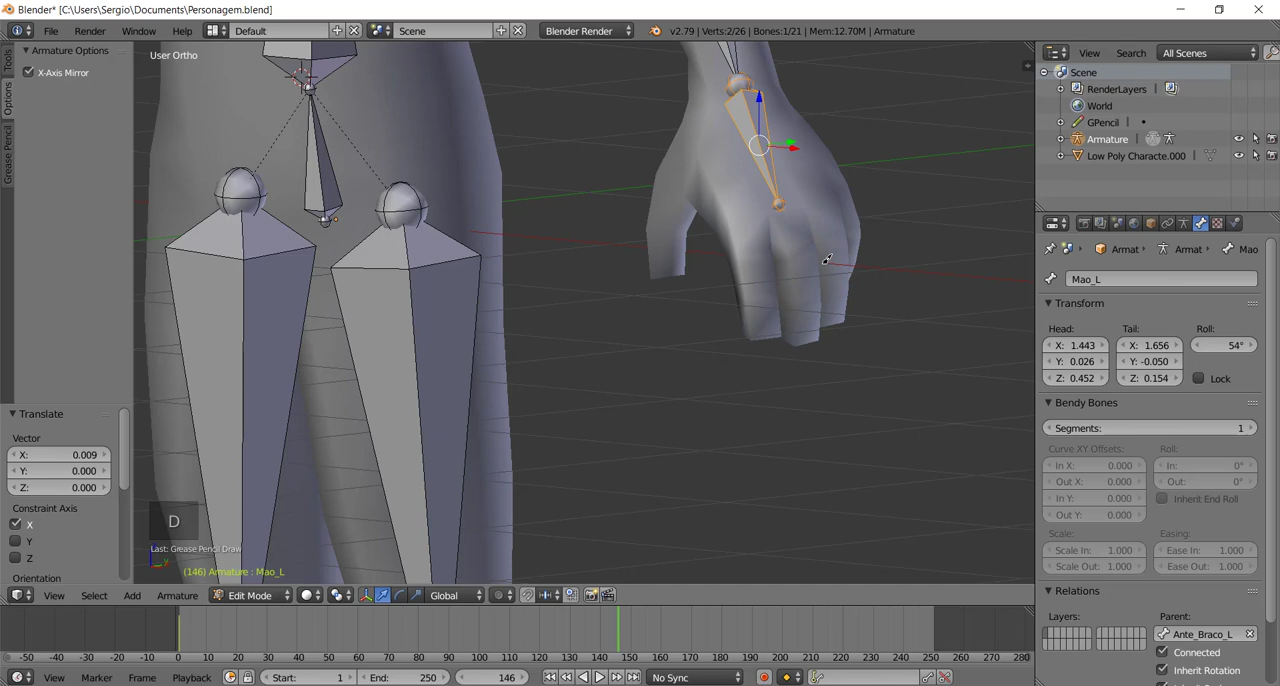 Blender* [C:\Users\Sergio\Documents\Personagem.blend]
File Render Window Help Default Scene Blender Render v2.79 | Verts:2/26 | Bones:1/21 | Mem:12.70M | Armature
View Search All Scenes
Tools
Options
Grease Pencil
Armature Options
X-Axis Mirror
User Ortho
Scene
RenderLayers
World
GPencil
Armature
Low Poly Characte.000
Armat Armat Mao
Mao_L
Transform
Head: Tail: Roll:
X: 1.443 X: 1.656 54°
Y: 0.026 Y: -0.050
Z: 0.452 Z: 0.154 Lock
Bendy Bones
Segments: 1
Curve XY Offsets: Roll:
In X: 0.000 In: 0°
Out X: 0.000 Out: 0°
In Y: 0.000 Inherit End Roll
Out Y: 0.000
Scale: Easing:
Scale In: 1.000 Ease In: 1.000
Scale Out: 1.000 Ease Out: 1.000
Relations
Layers: Parent:
Ante_Braco_L
Connected
Inherit Rotation
Translate
Vector
X: 0.009
Y: 0.000
Z: 0.000
Constraint Axis
X
Y
Z
Orientation
D
Last: Grease Pencil Draw
(146) Armature : Mao_L
View Select Add Armature Edit Mode Global
-50 -40 -30 -20 -10 0 10 20 30 40 50 60 70 80 90 100 110 120 130 140 150 160 170 180 190 200 210 220 230 240 250 260 270 280
View Marker Frame Playback Start: 1 End: 250 146 No Sync